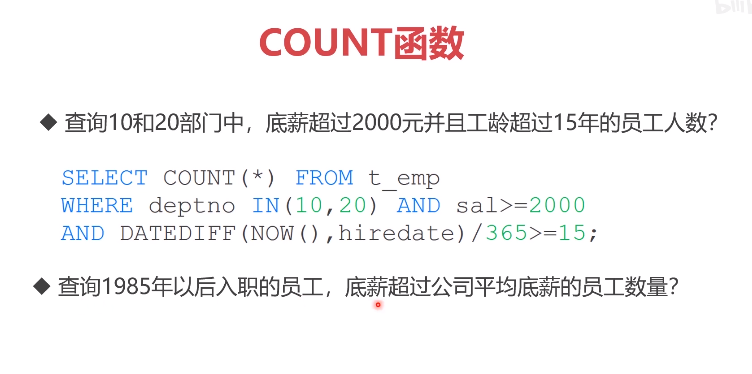 COUNT函数
◆ 查询10和20部门中，底薪超过2000元并且工龄超过15年的员工人数？
SELECT COUNT(*) FROM t_emp
WHERE deptno IN(10,20) AND sal>=2000
AND DATEDIFF(NOW(),hiredate)/365>=15;
◆ 查询1985年以后入职的员工，底薪超过公司平均底薪的员工数量？